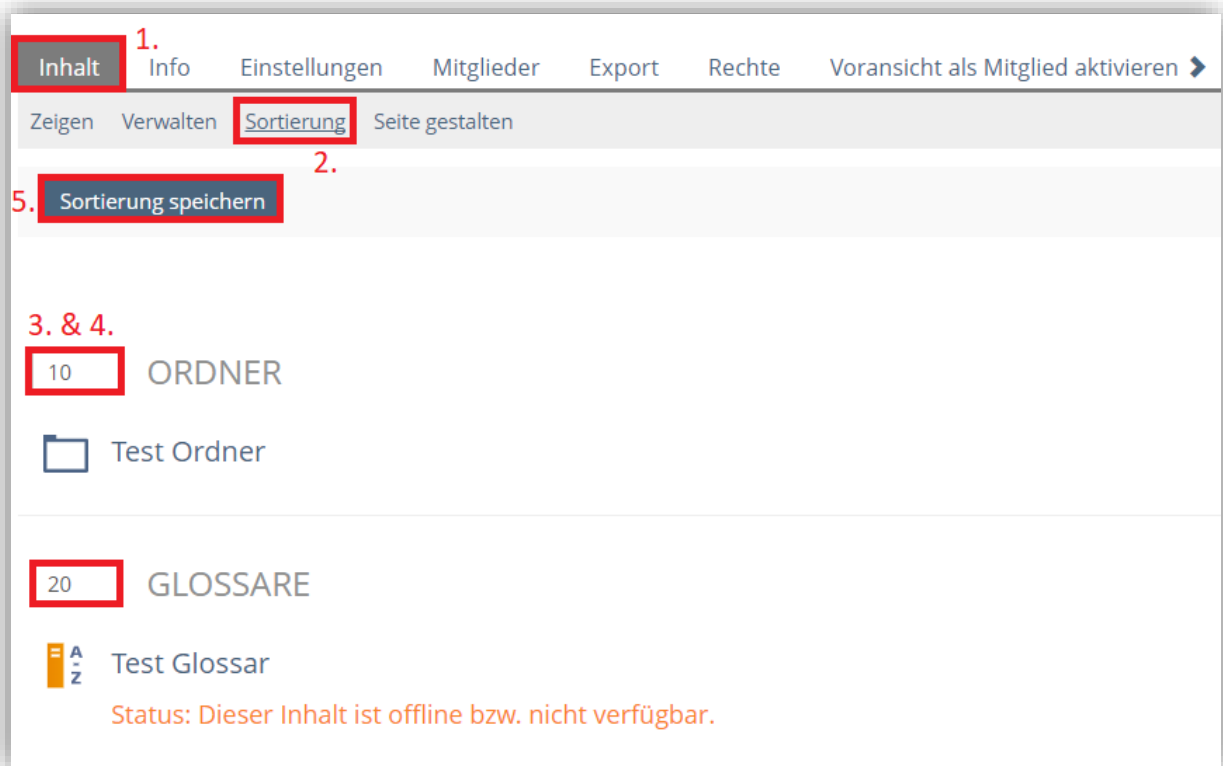 1.
Inhalt Info Einstellungen Mitglieder Export Rechte Voransicht als Mitglied aktivieren
Zeigen Verwalten Sortierung Seite gestalten
2.
5. Sortierung speichern
3. & 4.
10 ORDNER
Test Ordner
20 GLOSSARE
A
-
Z
Test Glossar
Status: Dieser Inhalt ist offline bzw. nicht verfügbar.